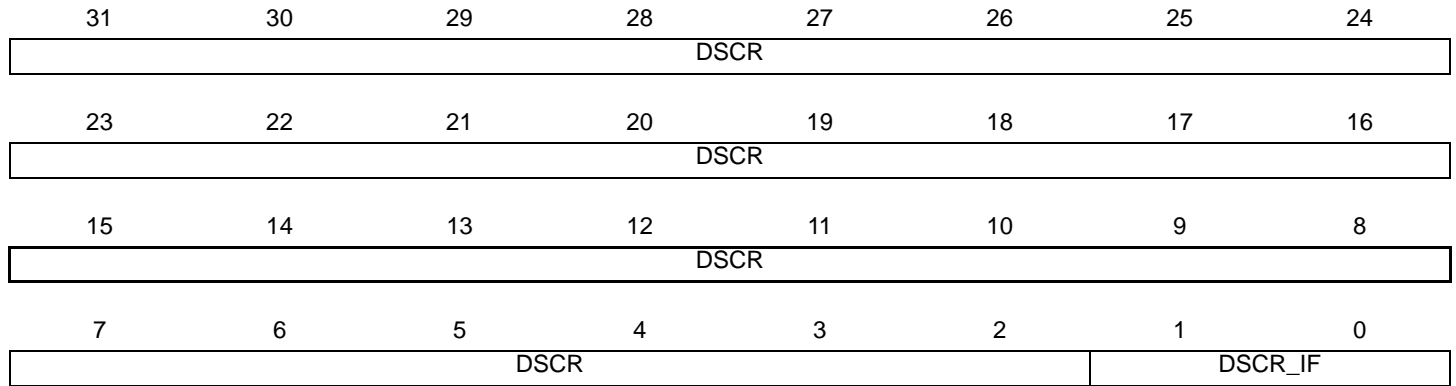 31 30 29 28 27 26 25 24
DSCR
23 22 21 20 19 18 17 16
DSCR
15 14 13 12 11 10 9 8
DSCR
7 6 5 4 3 2 1 0
DSCR DSCR_IF